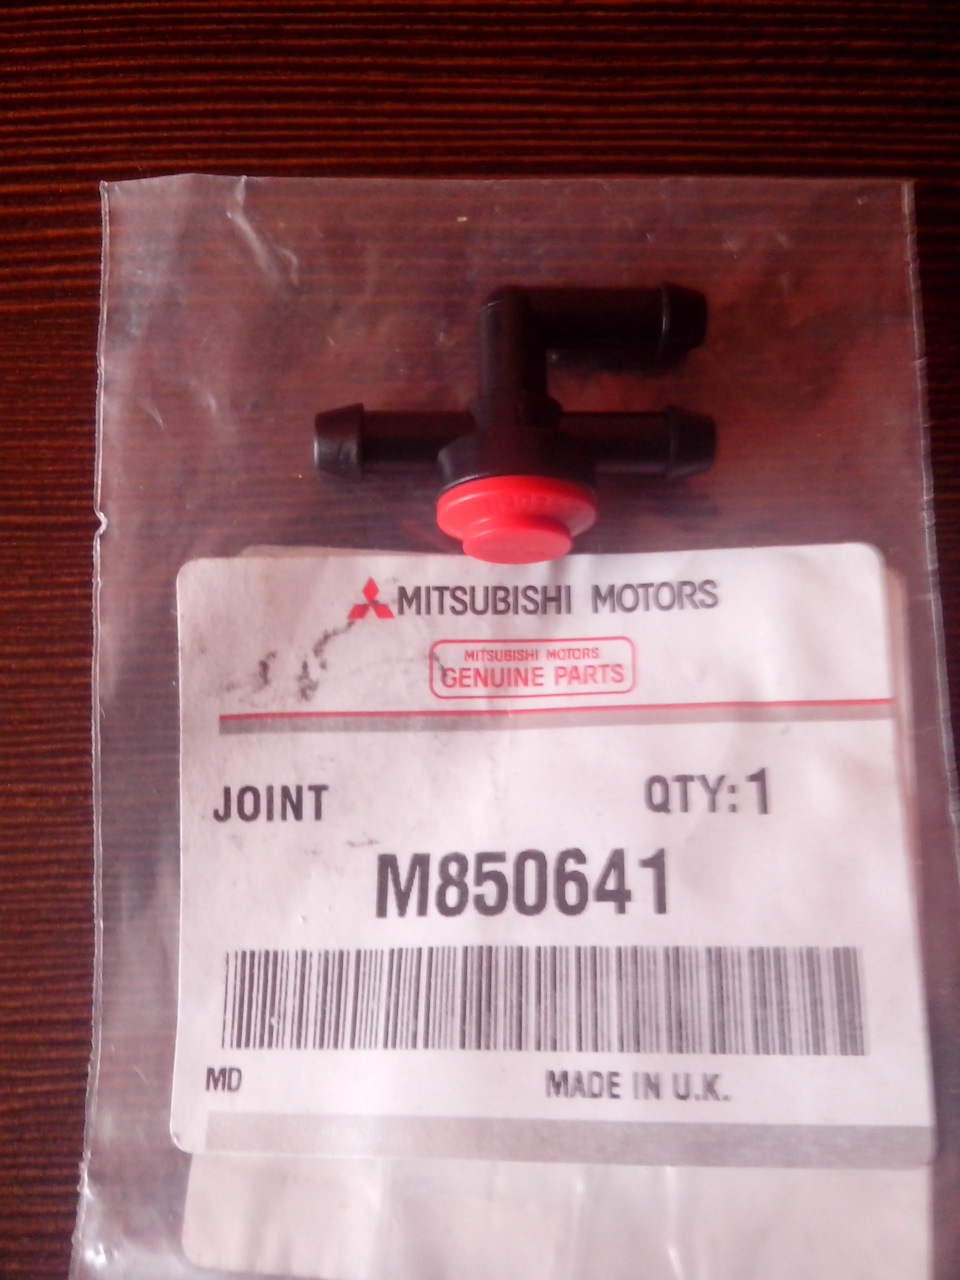 MITSUBISHI MOTORS
MITSUBISHI MOTORS
GENUINE PARTS
JOINT QTY:1
M850641
MD MADE IN U.K.